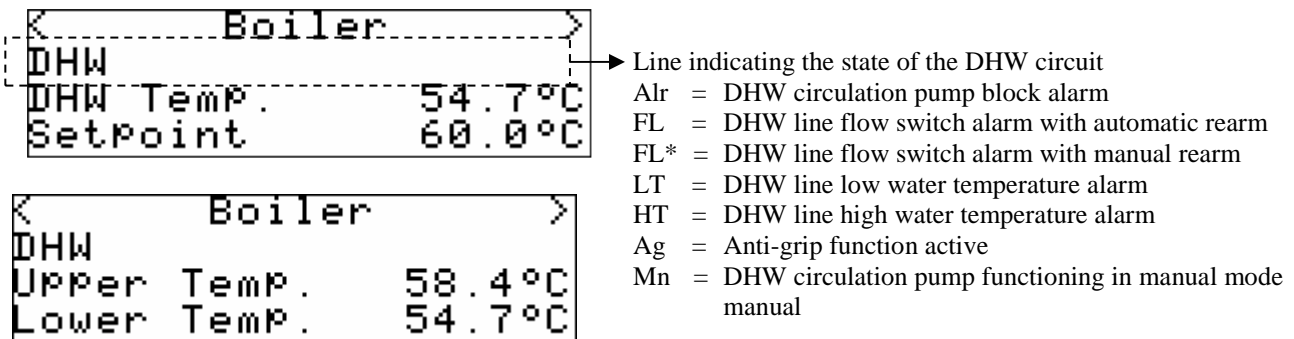 < Boiler >
DHW
DHW Temp. 54.7°C
Setpoint 60.0°C
< Boiler >
DHW
Upper Temp. 58.4°C
Lower Temp. 54.7°C
Line indicating the state of the DHW circuit
Alr = DHW circulation pump block alarm
FL = DHW line flow switch alarm with automatic rearm
FL* = DHW line flow switch alarm with manual rearm
LT = DHW line low water temperature alarm
HT = DHW line high water temperature alarm
Ag = Anti-grip function active
Mn = DHW circulation pump functioning in manual mode
manual